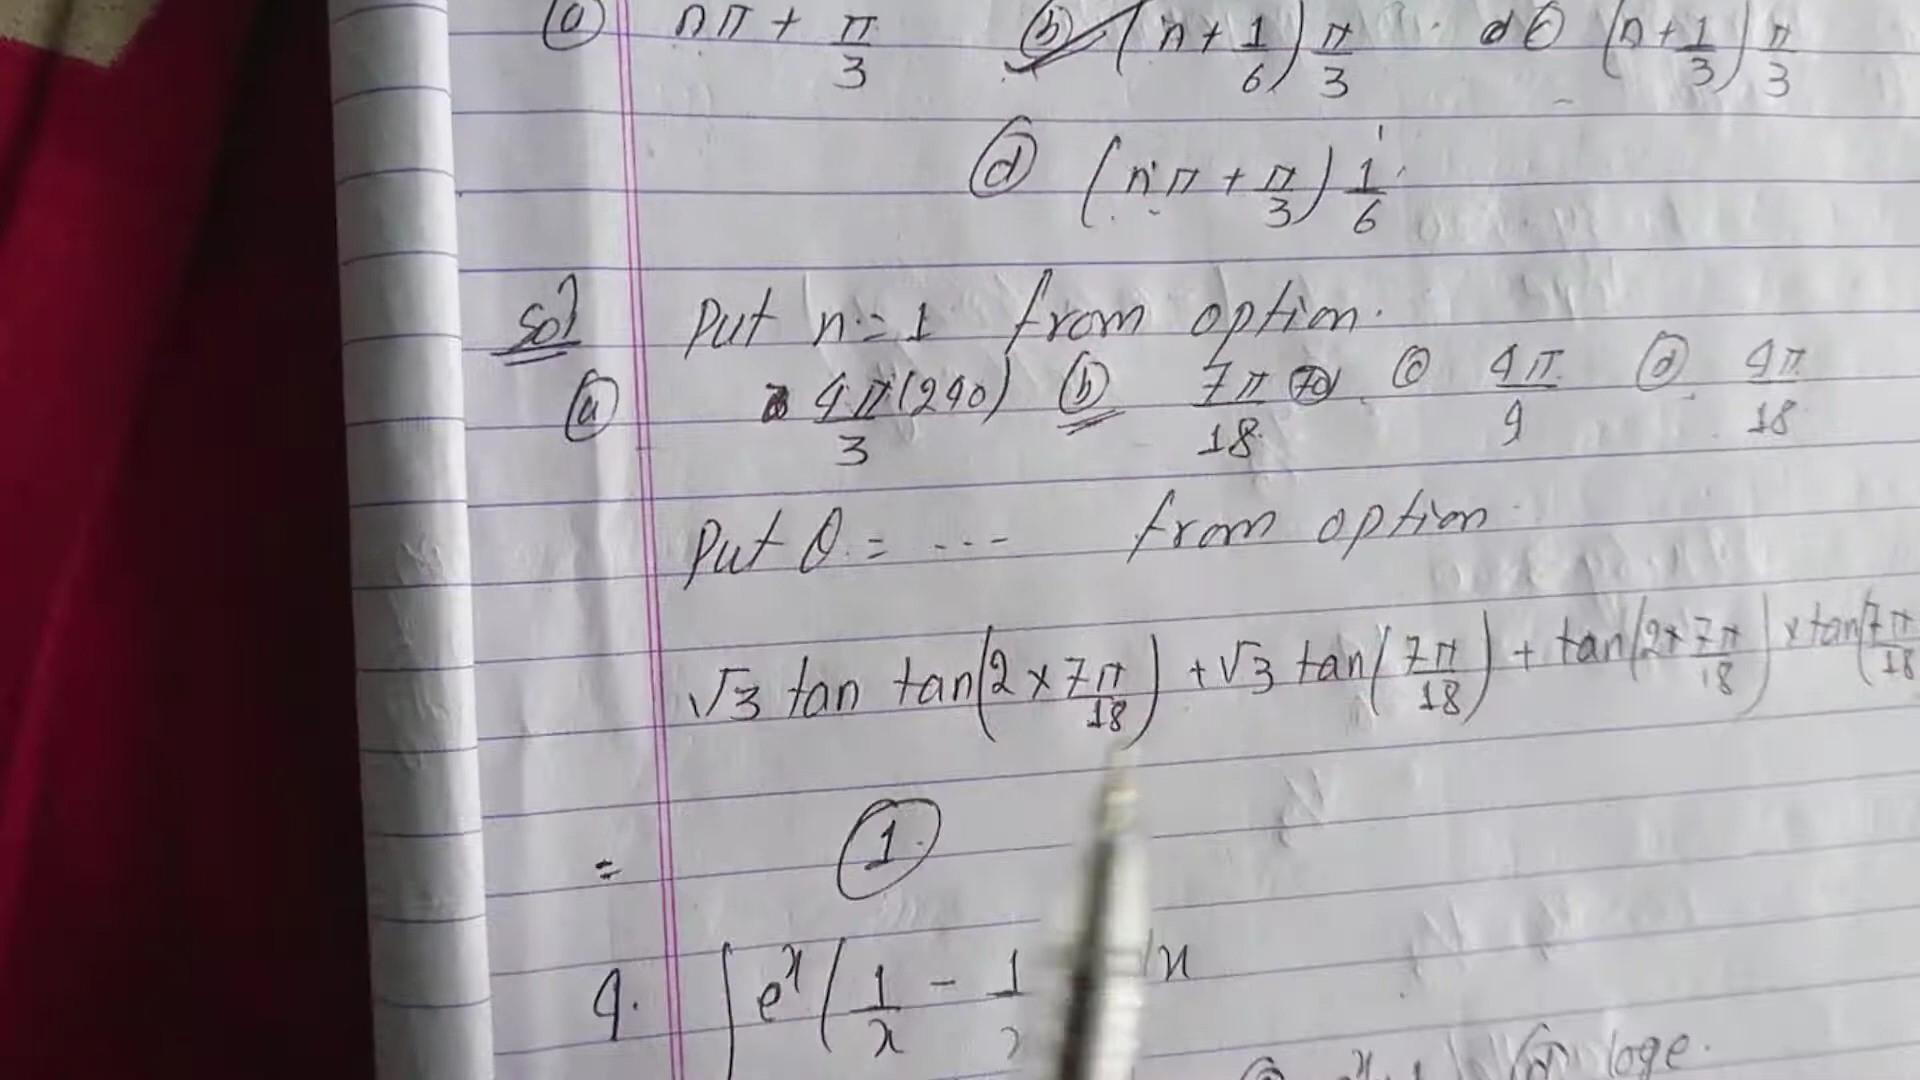 (a) nπ + π/3 (b) (n + 1/6) π/3 (c) (n + 1/3) π/3
(d) (nπ + π/3) 1/6
Sol Put n = 1 from option.
(a) 4π/3 (240) (b) 7π/18 70 (c) 4π/9 (d) 4π/18
Put θ = --- from option
√3 tan tan(2 × 7π/18) + √3 tan(7π/18) + tan(2 × 7π/18) × tan(7π/18
= 1
4. ∫ e^x (1/x - 1
loge.